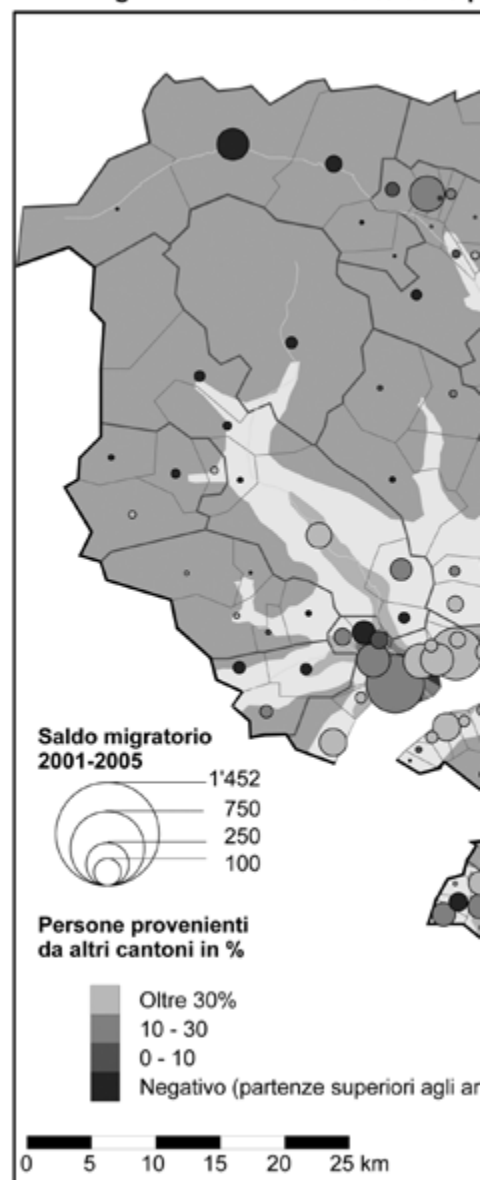 Saldo migratorio
2001-2005
1'452
750
250
100
Persone provenienti
da altri cantoni in %
Oltre 30%
10 - 30
0 - 10
Negativo (partenze superiori agli
0 5 10 15 20 25 km